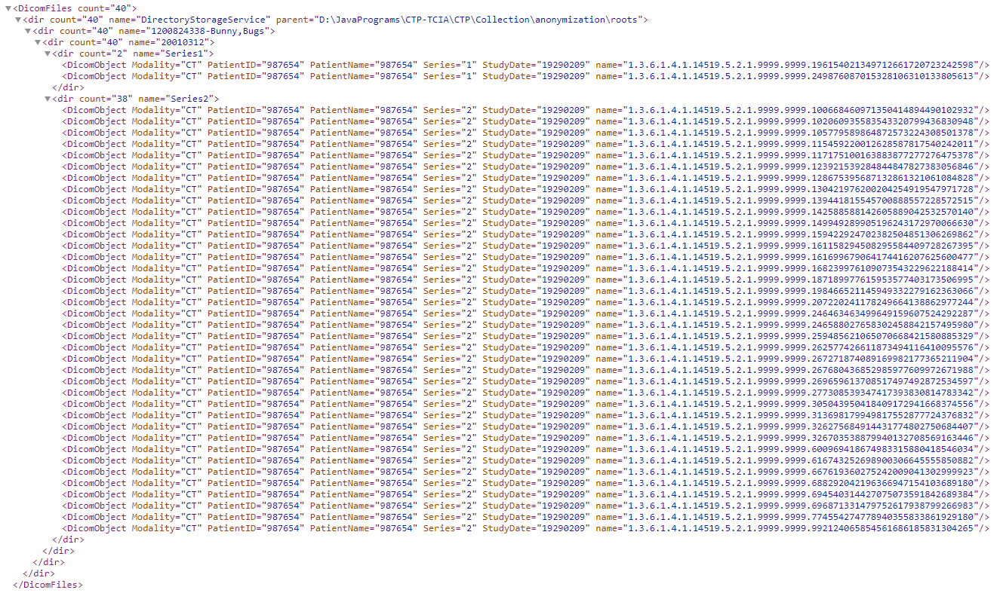 ▼<DicomFiles count="40">
▼<dir count="40" name="DirectoryStorageService" parent="D:\JavaPrograms\CTP-TCIA\CTP\Collection\anonymization\roots">
▼<dir count="40" name="1200824338-Bunny,Bugs">
▼<dir count="40" name="20010312">
▼<dir count="2" name="Series1">
<DicomObject Modality="CT" PatientID="987654" PatientName="987654" Series="1" StudyDate="19290209" name="1.3.6.1.4.1.14519.5.2.1.9999.9999.196154021349712661720723242598"/>
<DicomObject Modality="CT" PatientID="987654" PatientName="987654" Series="1" StudyDate="19290209" name="1.3.6.1.4.1.14519.5.2.1.9999.9999.249876087015328106310133805613"/>
</dir>
▼<dir count="38" name="Series2">
<DicomObject Modality="CT" PatientID="987654" PatientName="987654" Series="2" StudyDate="19290209" name="1.3.6.1.4.1.14519.5.2.1.9999.9999.100668460971350414894490102932"/>
<DicomObject Modality="CT" PatientID="987654" PatientName="987654" Series="2" StudyDate="19290209" name="1.3.6.1.4.1.14519.5.2.1.9999.9999.102060935583543320799436830948"/>
<DicomObject Modality="CT" PatientID="987654" PatientName="987654" Series="2" StudyDate="19290209" name="1.3.6.1.4.1.14519.5.2.1.9999.9999.105779589864872573224308501378"/>
<DicomObject Modality="CT" PatientID="987654" PatientName="987654" Series="2" StudyDate="19290209" name="1.3.6.1.4.1.14519.5.2.1.9999.9999.115459220012628587817540242011"/>
<DicomObject Modality="CT" PatientID="987654" PatientName="987654" Series="2" StudyDate="19290209" name="1.3.6.1.4.1.14519.5.2.1.9999.9999.117175100163883877277276475378"/>
<DicomObject Modality="CT" PatientID="987654" PatientName="987654" Series="2" StudyDate="19290209" name="1.3.6.1.4.1.14519.5.2.1.9999.9999.123921539284844847827383056846"/>
<DicomObject Modality="CT" PatientID="987654" PatientName="987654" Series="2" StudyDate="19290209" name="1.3.6.1.4.1.14519.5.2.1.9999.9999.128675395687132861321061084828"/>
<DicomObject Modality="CT" PatientID="987654" PatientName="987654" Series="2" StudyDate="19290209" name="1.3.6.1.4.1.14519.5.2.1.9999.9999.130421976200204254919547971728"/>
<DicomObject Modality="CT" PatientID="987654" PatientName="987654" Series="2" StudyDate="19290209" name="1.3.6.1.4.1.14519.5.2.1.9999.9999.139441815545700888557228572515"/>
<DicomObject Modality="CT" PatientID="987654" PatientName="987654" Series="2" StudyDate="19290209" name="1.3.6.1.4.1.14519.5.2.1.9999.9999.142588588142605889042532570140"/>
<DicomObject Modality="CT" PatientID="987654" PatientName="987654" Series="2" StudyDate="19290209" name="1.3.6.1.4.1.14519.5.2.1.9999.9999.149949289905196243172970066630"/>
<DicomObject Modality="CT" PatientID="987654" PatientName="987654" Series="2" StudyDate="19290209" name="1.3.6.1.4.1.14519.5.2.1.9999.9999.159422924702382504851306269862"/>
<DicomObject Modality="CT" PatientID="987654" PatientName="987654" Series="2" StudyDate="19290209" name="1.3.6.1.4.1.14519.5.2.1.9999.9999.161158294508295584409728267395"/>
<DicomObject Modality="CT" PatientID="987654" PatientName="987654" Series="2" StudyDate="19290209" name="1.3.6.1.4.1.14519.5.2.1.9999.9999.161699679064174416207625600477"/>
<DicomObject Modality="CT" PatientID="987654" PatientName="987654" Series="2" StudyDate="19290209" name="1.3.6.1.4.1.14519.5.2.1.9999.9999.168239976109073543229622188414"/>
<DicomObject Modality="CT" PatientID="987654" PatientName="987654" Series="2" StudyDate="19290209" name="1.3.6.1.4.1.14519.5.2.1.9999.9999.187189977615953577403173506995"/>
<DicomObject Modality="CT" PatientID="987654" PatientName="987654" Series="2" StudyDate="19290209" name="1.3.6.1.4.1.14519.5.2.1.9999.9999.198466521145949332279162363066"/>
<DicomObject Modality="CT" PatientID="987654" PatientName="987654" Series="2" StudyDate="19290209" name="1.3.6.1.4.1.14519.5.2.1.9999.9999.207220241178249664138862977244"/>
<DicomObject Modality="CT" PatientID="987654" PatientName="987654" Series="2" StudyDate="19290209" name="1.3.6.1.4.1.14519.5.2.1.9999.9999.246463463499649159607524292287"/>
<DicomObject Modality="CT" PatientID="987654" PatientName="987654" Series="2" StudyDate="19290209" name="1.3.6.1.4.1.14519.5.2.1.9999.9999.246588027658302458842157495980"/>
<DicomObject Modality="CT" PatientID="987654" PatientName="987654" Series="2" StudyDate="19290209" name="1.3.6.1.4.1.14519.5.2.1.9999.9999.259485621065070668421580885329"/>
<DicomObject Modality="CT" PatientID="987654" PatientName="987654" Series="2" StudyDate="19290209" name="1.3.6.1.4.1.14519.5.2.1.9999.9999.262577426611873494116410095576"/>
<DicomObject Modality="CT" PatientID="987654" PatientName="987654" Series="2" StudyDate="19290209" name="1.3.6.1.4.1.14519.5.2.1.9999.9999.267271874089169982177365211904"/>
<DicomObject Modality="CT" PatientID="987654" PatientName="987654" Series="2" StudyDate="19290209" name="1.3.6.1.4.1.14519.5.2.1.9999.9999.267680436852985977609972671988"/>
<DicomObject Modality="CT" PatientID="987654" PatientName="987654" Series="2" StudyDate="19290209" name="1.3.6.1.4.1.14519.5.2.1.9999.9999.269659613708517497492872534597"/>
<DicomObject Modality="CT" PatientID="987654" PatientName="987654" Series="2" StudyDate="19290209" name="1.3.6.1.4.1.14519.5.2.1.9999.9999.277308539347417393830814783342"/>
<DicomObject Modality="CT" PatientID="987654" PatientName="987654" Series="2" StudyDate="19290209" name="1.3.6.1.4.1.14519.5.2.1.9999.9999.305043950418409172941668374556"/>
<DicomObject Modality="CT" PatientID="987654" PatientName="987654" Series="2" StudyDate="19290209" name="1.3.6.1.4.1.14519.5.2.1.9999.9999.313698179949817552877724376832"/>
<DicomObject Modality="CT" PatientID="987654" PatientName="987654" Series="2" StudyDate="19290209" name="1.3.6.1.4.1.14519.5.2.1.9999.9999.326275684914431774802750684407"/>
<DicomObject Modality="CT" PatientID="987654" PatientName="987654" Series="2" StudyDate="19290209" name="1.3.6.1.4.1.14519.5.2.1.9999.9999.326703538879940132708569163446"/>
<DicomObject Modality="CT" PatientID="987654" PatientName="987654" Series="2" StudyDate="19290209" name="1.3.6.1.4.1.14519.5.2.1.9999.9999.600969418674983315880418546034"/>
<DicomObject Modality="CT" PatientID="987654" PatientName="987654" Series="2" StudyDate="19290209" name="1.3.6.1.4.1.14519.5.2.1.9999.9999.616743252698900306645555850882"/>
<DicomObject Modality="CT" PatientID="987654" PatientName="987654" Series="2" StudyDate="19290209" name="1.3.6.1.4.1.14519.5.2.1.9999.9999.667619360275242009041302999923"/>
<DicomObject Modality="CT" PatientID="987654" PatientName="987654" Series="2" StudyDate="19290209" name="1.3.6.1.4.1.14519.5.2.1.9999.9999.688292042196366947154103689180"/>
<DicomObject Modality="CT" PatientID="987654" PatientName="987654" Series="2" StudyDate="19290209" name="1.3.6.1.4.1.14519.5.2.1.9999.9999.694540314427075073591842689384"/>
<DicomObject Modality="CT" PatientID="987654" PatientName="987654" Series="2" StudyDate="19290209" name="1.3.6.1.4.1.14519.5.2.1.9999.9999.696871331479752617938799266983"/>
<DicomObject Modality="CT" PatientID="987654" PatientName="987654" Series="2" StudyDate="19290209" name="1.3.6.1.4.1.14519.5.2.1.9999.9999.774554274778940355833861929180"/>
<DicomObject Modality="CT" PatientID="987654" PatientName="987654" Series="2" StudyDate="19290209" name="1.3.6.1.4.1.14519.5.2.1.9999.9999.992124065854561686185831304265"/>
</dir>
</dir>
</dir>
</dir>
</DicomFiles>